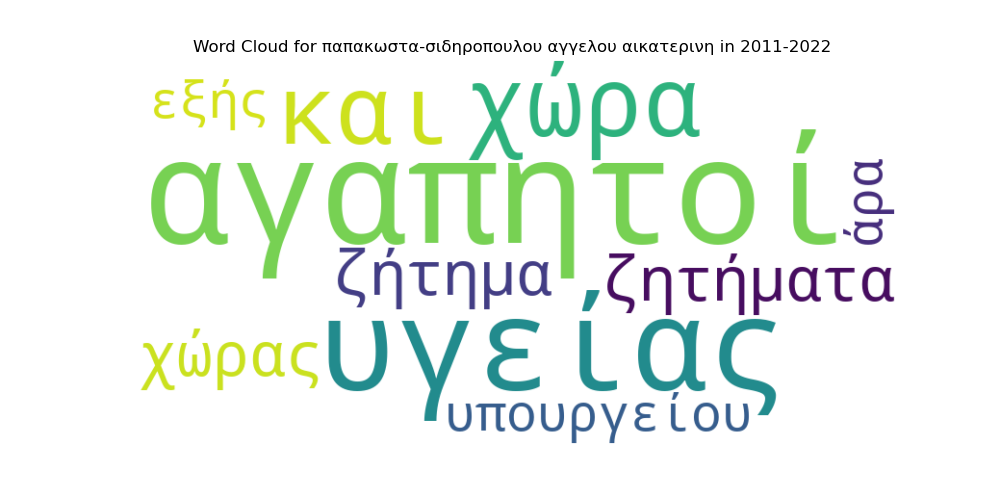 Word Cloud for παπακωστα-σιδηροπουλου αγγελου αικατερινη in 2011-2022
εξής και χώρα
αγαπητοί άρα
ζήτημα ζητήματα
χώρας υγείας
υπουργείου